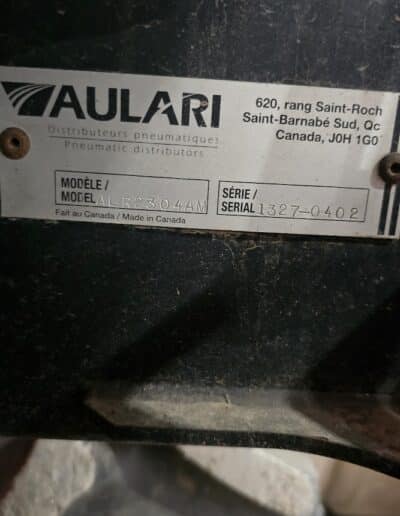 AULARI
Distributeurs pneumatiques
Pneumatic distributors
620, rang Saint-Roch
Saint-Barnabé Sud, Qc
Canada, J0H 1G0
MODÈLE /
MODEL
SÉRIE /
SERIAL 1327-0402
Fait au Canada / Made in Canada